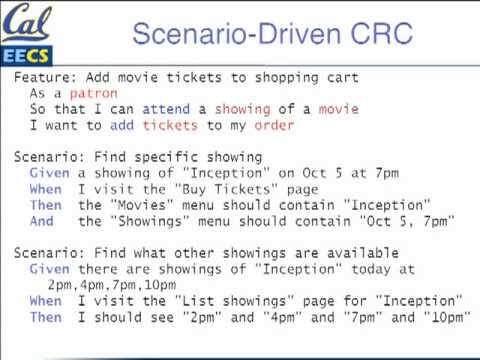 Cal
EECS
Scenario-Driven CRC
Feature: Add movie tickets to shopping cart
As a patron
So that I can attend a showing of a movie
I want to add tickets to my order
Scenario: Find specific showing
Given a showing of "Inception" on Oct 5 at 7pm
When I visit the "Buy Tickets" page
Then the "Movies" menu should contain "Inception"
And the "Showings" menu should contain "Oct 5, 7pm"
Scenario: Find what other showings are available
Given there are showings of "Inception" today at
2pm,4pm,7pm,10pm
When I visit the "List showings" page for "Inception"
Then I should see "2pm" and "4pm" and "7pm" and "10pm"